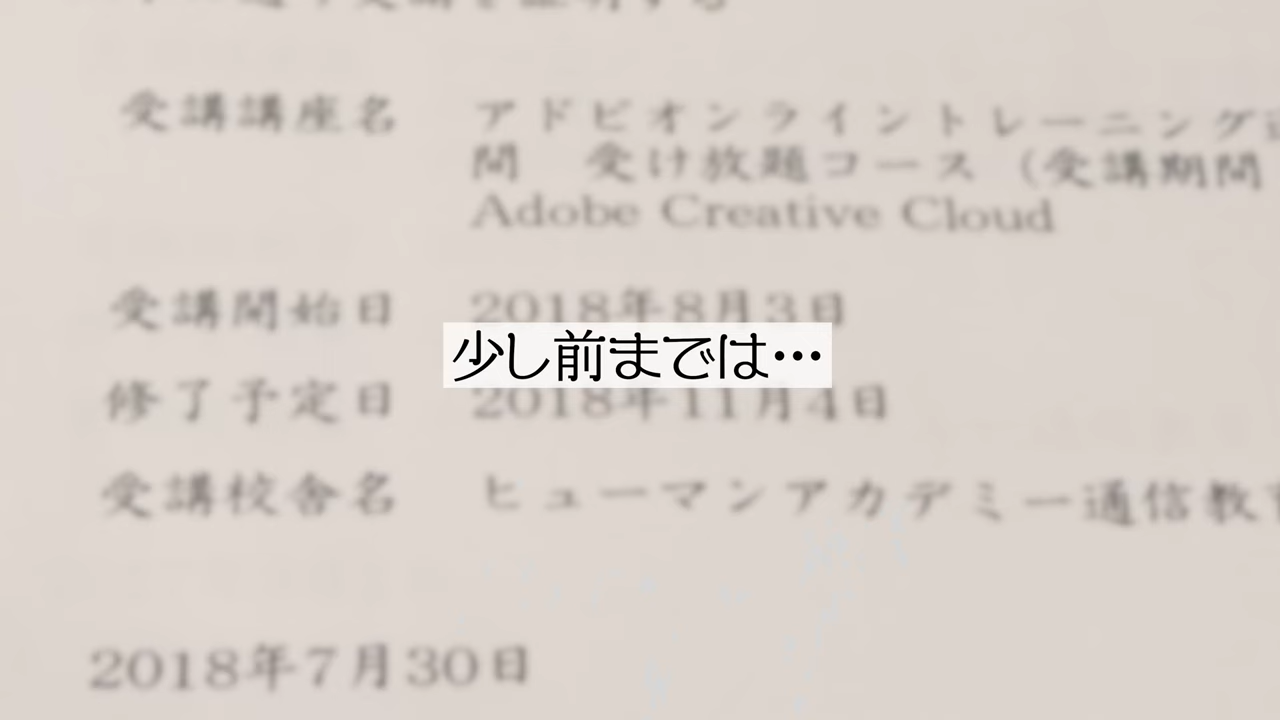 受講講座名 アドビオンライントレーニング通
間 受け放題コース（受講期間
Adobe Creative Cloud
受講開始日 2018年8月3日
少し前までは…
修了予定日 2018年11月4日
受講校舎名 ヒューマンアカデミー通信教育
2018年7月30日